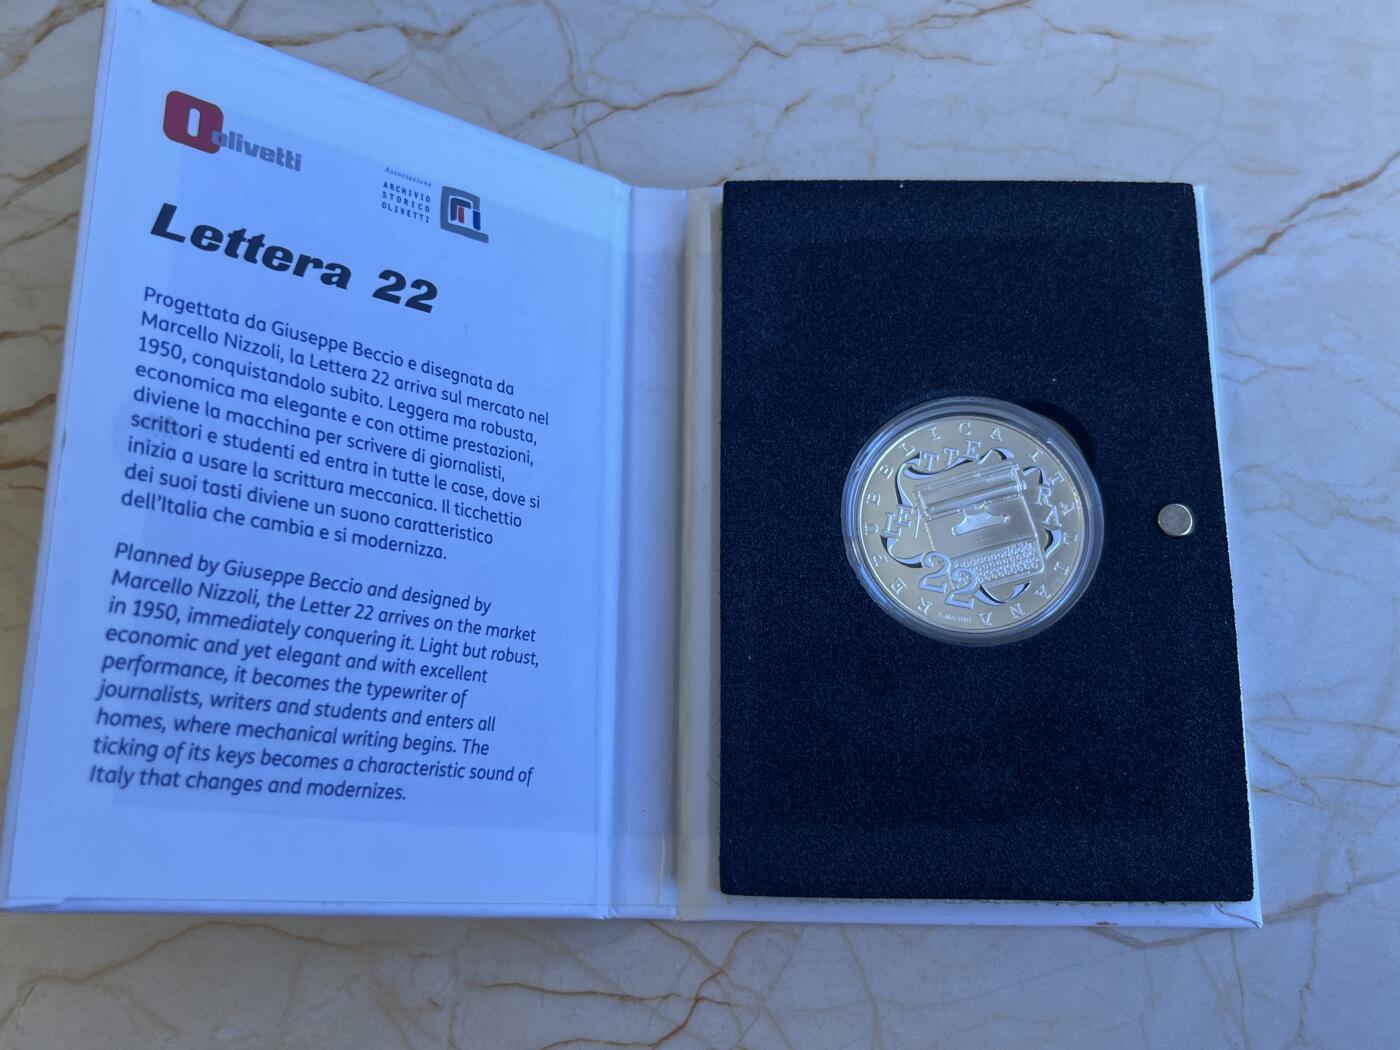 olivetti
Associazione
ARCHIVIO
STORICO
OLIVETTI
Lettera 22
Progettata da Giuseppe Beccio e disegnata da
Marcello Nizzoli, la Lettera 22 arriva sul mercato nel
1950, conquistandolo subito. Leggera ma robusta,
economica ma elegante e con ottime prestazioni,
diviene la macchina per scrivere di giornalisti,
scrittori e studenti ed entra in tutte le case, dove si
inizia a usare la scrittura meccanica. Il ticchettio
dei suoi tasti diviene un suono caratteristico
dell'Italia che cambia e si modernizza.
Planned by Giuseppe Beccio and designed by
Marcello Nizzoli, the Letter 22 arrives on the market
in 1950, immediately conquering it. Light but robust,
economic and yet elegant and with excellent
performance, it becomes the typewriter of
journalists, writers and students and enters all
homes, where mechanical writing begins. The
ticking of its keys becomes a characteristic sound of
Italy that changes and modernizes.
REPUBBLICA ITALIANA
LETTERA
22